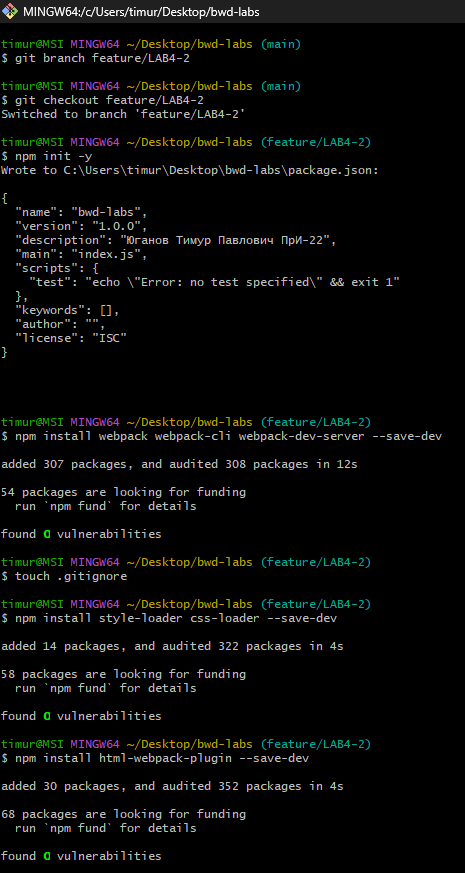 MINGW64:/c/Users/timur/Desktop/bwd-labs
timur@MSI MINGW64 ~/Desktop/bwd-labs (main)
$ git branch feature/LAB4-2
timur@MSI MINGW64 ~/Desktop/bwd-labs (main)
$ git checkout feature/LAB4-2
Switched to branch 'feature/LAB4-2'
timur@MSI MINGW64 ~/Desktop/bwd-labs (feature/LAB4-2)
$ npm init -y
Wrote to C:\Users\timur\Desktop\bwd-labs\package.json:
{
  "name": "bwd-labs",
  "version": "1.0.0",
  "description": "Юганов Тимур Павлович ПрИ-22",
  "main": "index.js",
  "scripts": {
    "test": "echo \"Error: no test specified\" && exit 1"
  },
  "keywords": [],
  "author": "",
  "license": "ISC"
}
timur@MSI MINGW64 ~/Desktop/bwd-labs (feature/LAB4-2)
$ npm install webpack webpack-cli webpack-dev-server --save-dev
added 307 packages, and audited 308 packages in 12s
54 packages are looking for funding
  run `npm fund` for details
found 0 vulnerabilities
timur@MSI MINGW64 ~/Desktop/bwd-labs (feature/LAB4-2)
$ touch .gitignore
timur@MSI MINGW64 ~/Desktop/bwd-labs (feature/LAB4-2)
$ npm install style-loader css-loader --save-dev
added 14 packages, and audited 322 packages in 4s
58 packages are looking for funding
  run `npm fund` for details
found 0 vulnerabilities
timur@MSI MINGW64 ~/Desktop/bwd-labs (feature/LAB4-2)
$ npm install html-webpack-plugin --save-dev
added 30 packages, and audited 352 packages in 4s
68 packages are looking for funding
  run `npm fund` for details
found 0 vulnerabilities